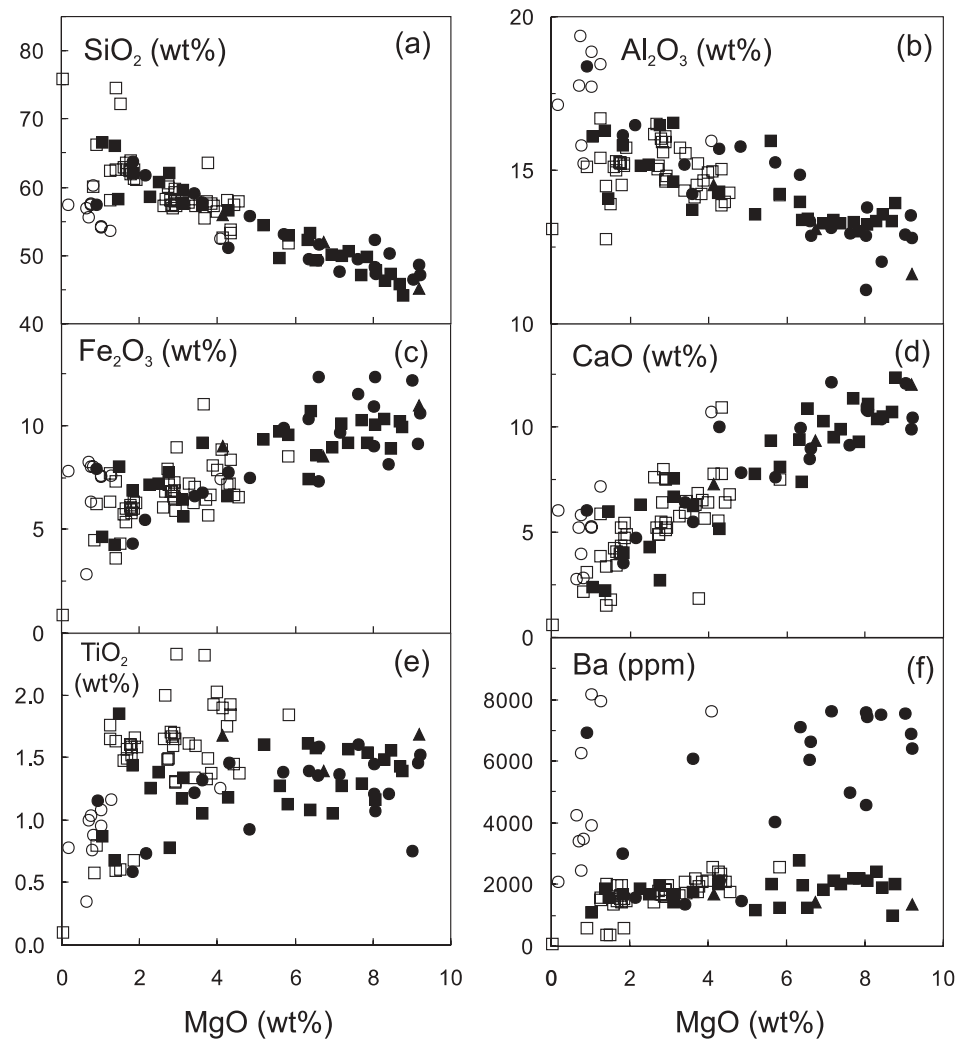 SiO₂ (wt%)
(a)
80
70
60
50
40
Al₂O₃ (wt%)
(b)
20
15
10
Fe₂O₃ (wt%)
(c)
10
5
0
CaO (wt%)
(d)
10
5
0
TiO₂
(wt%)
(e)
2.0
1.5
1.0
0.5
0.0
Ba (ppm)
(f)
8000
6000
4000
2000
0
0 2 4 6 8 10
MgO (wt%)
0 2 4 6 8 10
MgO (wt%)